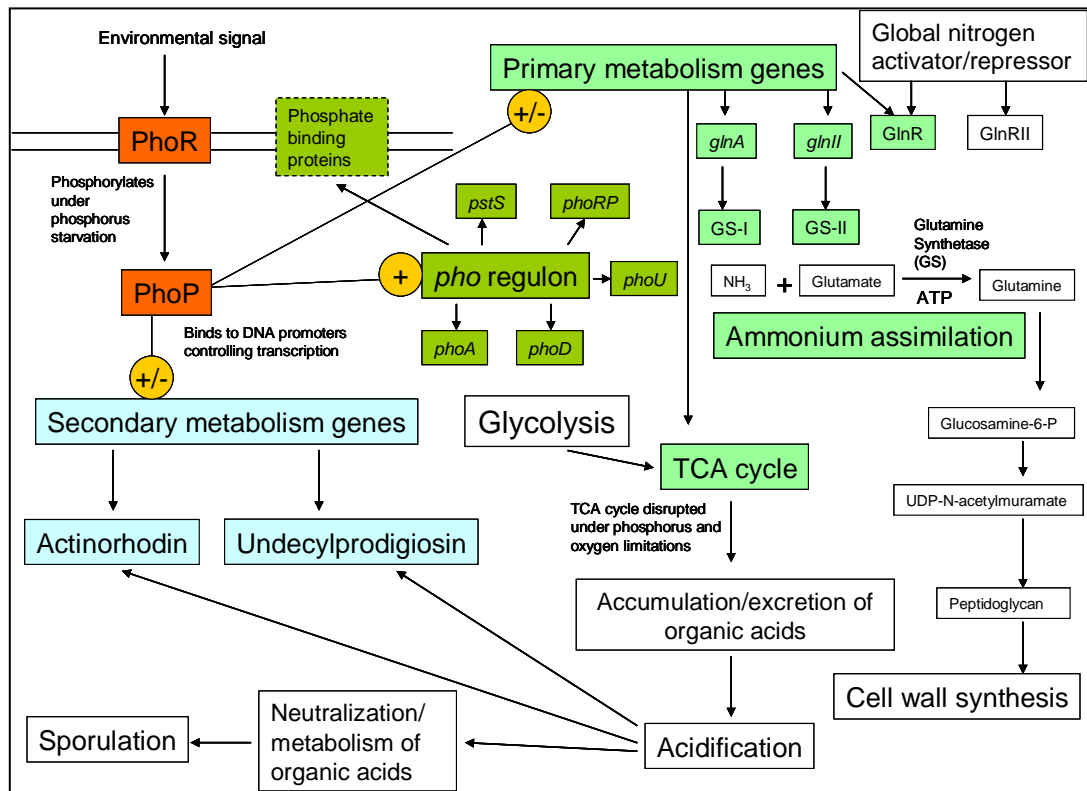 Environmental signal
PhoR
Phosphorylates
under
phosphorus
starvation
PhoP
Binds to DNA promoters
controlling transcription
+/-
Secondary metabolism genes
Actinorhodin
Undecylprodigiosin
Phosphate
binding
proteins
+
pho regulon
pstS
phoRP
phoU
phoA
phoD
+/-
Primary metabolism genes
glnA
glnII
GS-I
GS-II
Global nitrogen
activator/repressor
GlnR
GlnRII
NH3
+
Glutamate
Glutamine
Synthetase
(GS)
ATP
Glutamine
Ammonium assimilation
Glucosamine-6-P
UDP-N-acetylmuramate
Peptidoglycan
Cell wall synthesis
Glycolysis
TCA cycle
TCA cycle disrupted
under phosphorus and
oxygen limitations
Accumulation/excretion of
organic acids
Acidification
Neutralization/
metabolism of
organic acids
Sporulation